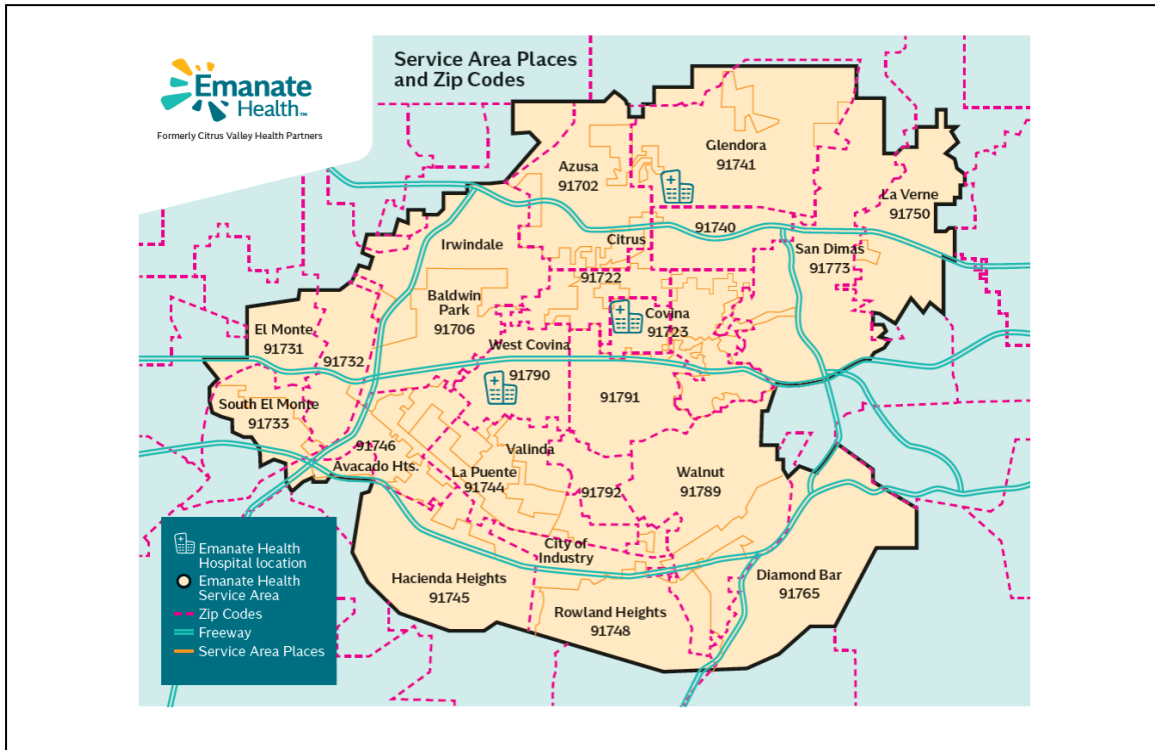 Emanate
Health™
Formerly Citrus Valley Health Partners
Service Area Places
and Zip Codes
Glendora
91741
Azusa
91702
La Verne
91750
91740
Citrus
Irwindale
San Dimas
91773
91722
Baldwin
Park
91706
Covina
91723
El Monte
91731
West Covina
91732
91790
91791
South El Monte
91733
91746
Avacado Hts.
Valinda
La Puente
91744
Walnut
91789
91792
City of
Industry
Hacienda Heights
91745
Diamond Bar
91765
Rowland Heights
91748
Emanate Health
Hospital location
Emanate Health
Service Area
Zip Codes
Freeway
Service Area Places